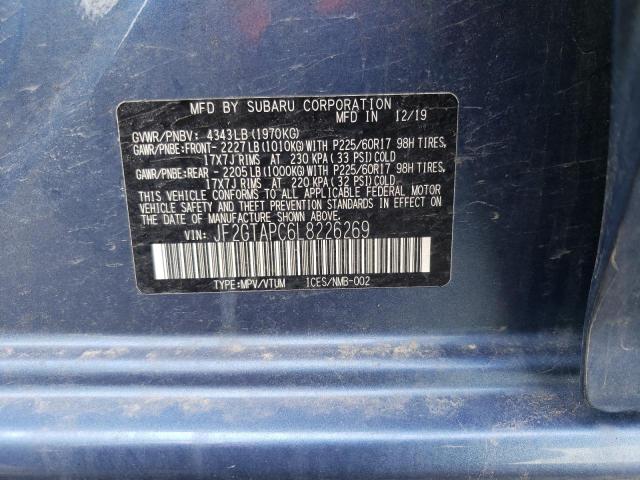 MFD BY SUBARU CORPORATION
MFD IN 12/19
GVWR/PNBV: 4343LB(1970KG)
GAWR/PNBE:FRONT- 2227LB(1010KG)WITH P225/60R17 98H TIRES,
17X7J RIMS AT 230 KPA(33 PSI)COLD
GAWR/PNBE:REAR - 2205LB(1000KG)WITH P225/60R17 98H TIRES,
17X7J RIMS AT 220 KPA(32 PSI)COLD
THIS VEHICLE CONFORMS TO ALL APPLICABLE FEDERAL MOTOR
VEHICLE SAFETY AND BUMPER STANDARDS IN EFFECT ON
THE DATE OF MANUFACTURE SHOWN ABOVE.
VIN: JF2GTAPC6L8226269
TYPE:MPV/VTUM ICES/NMB-002